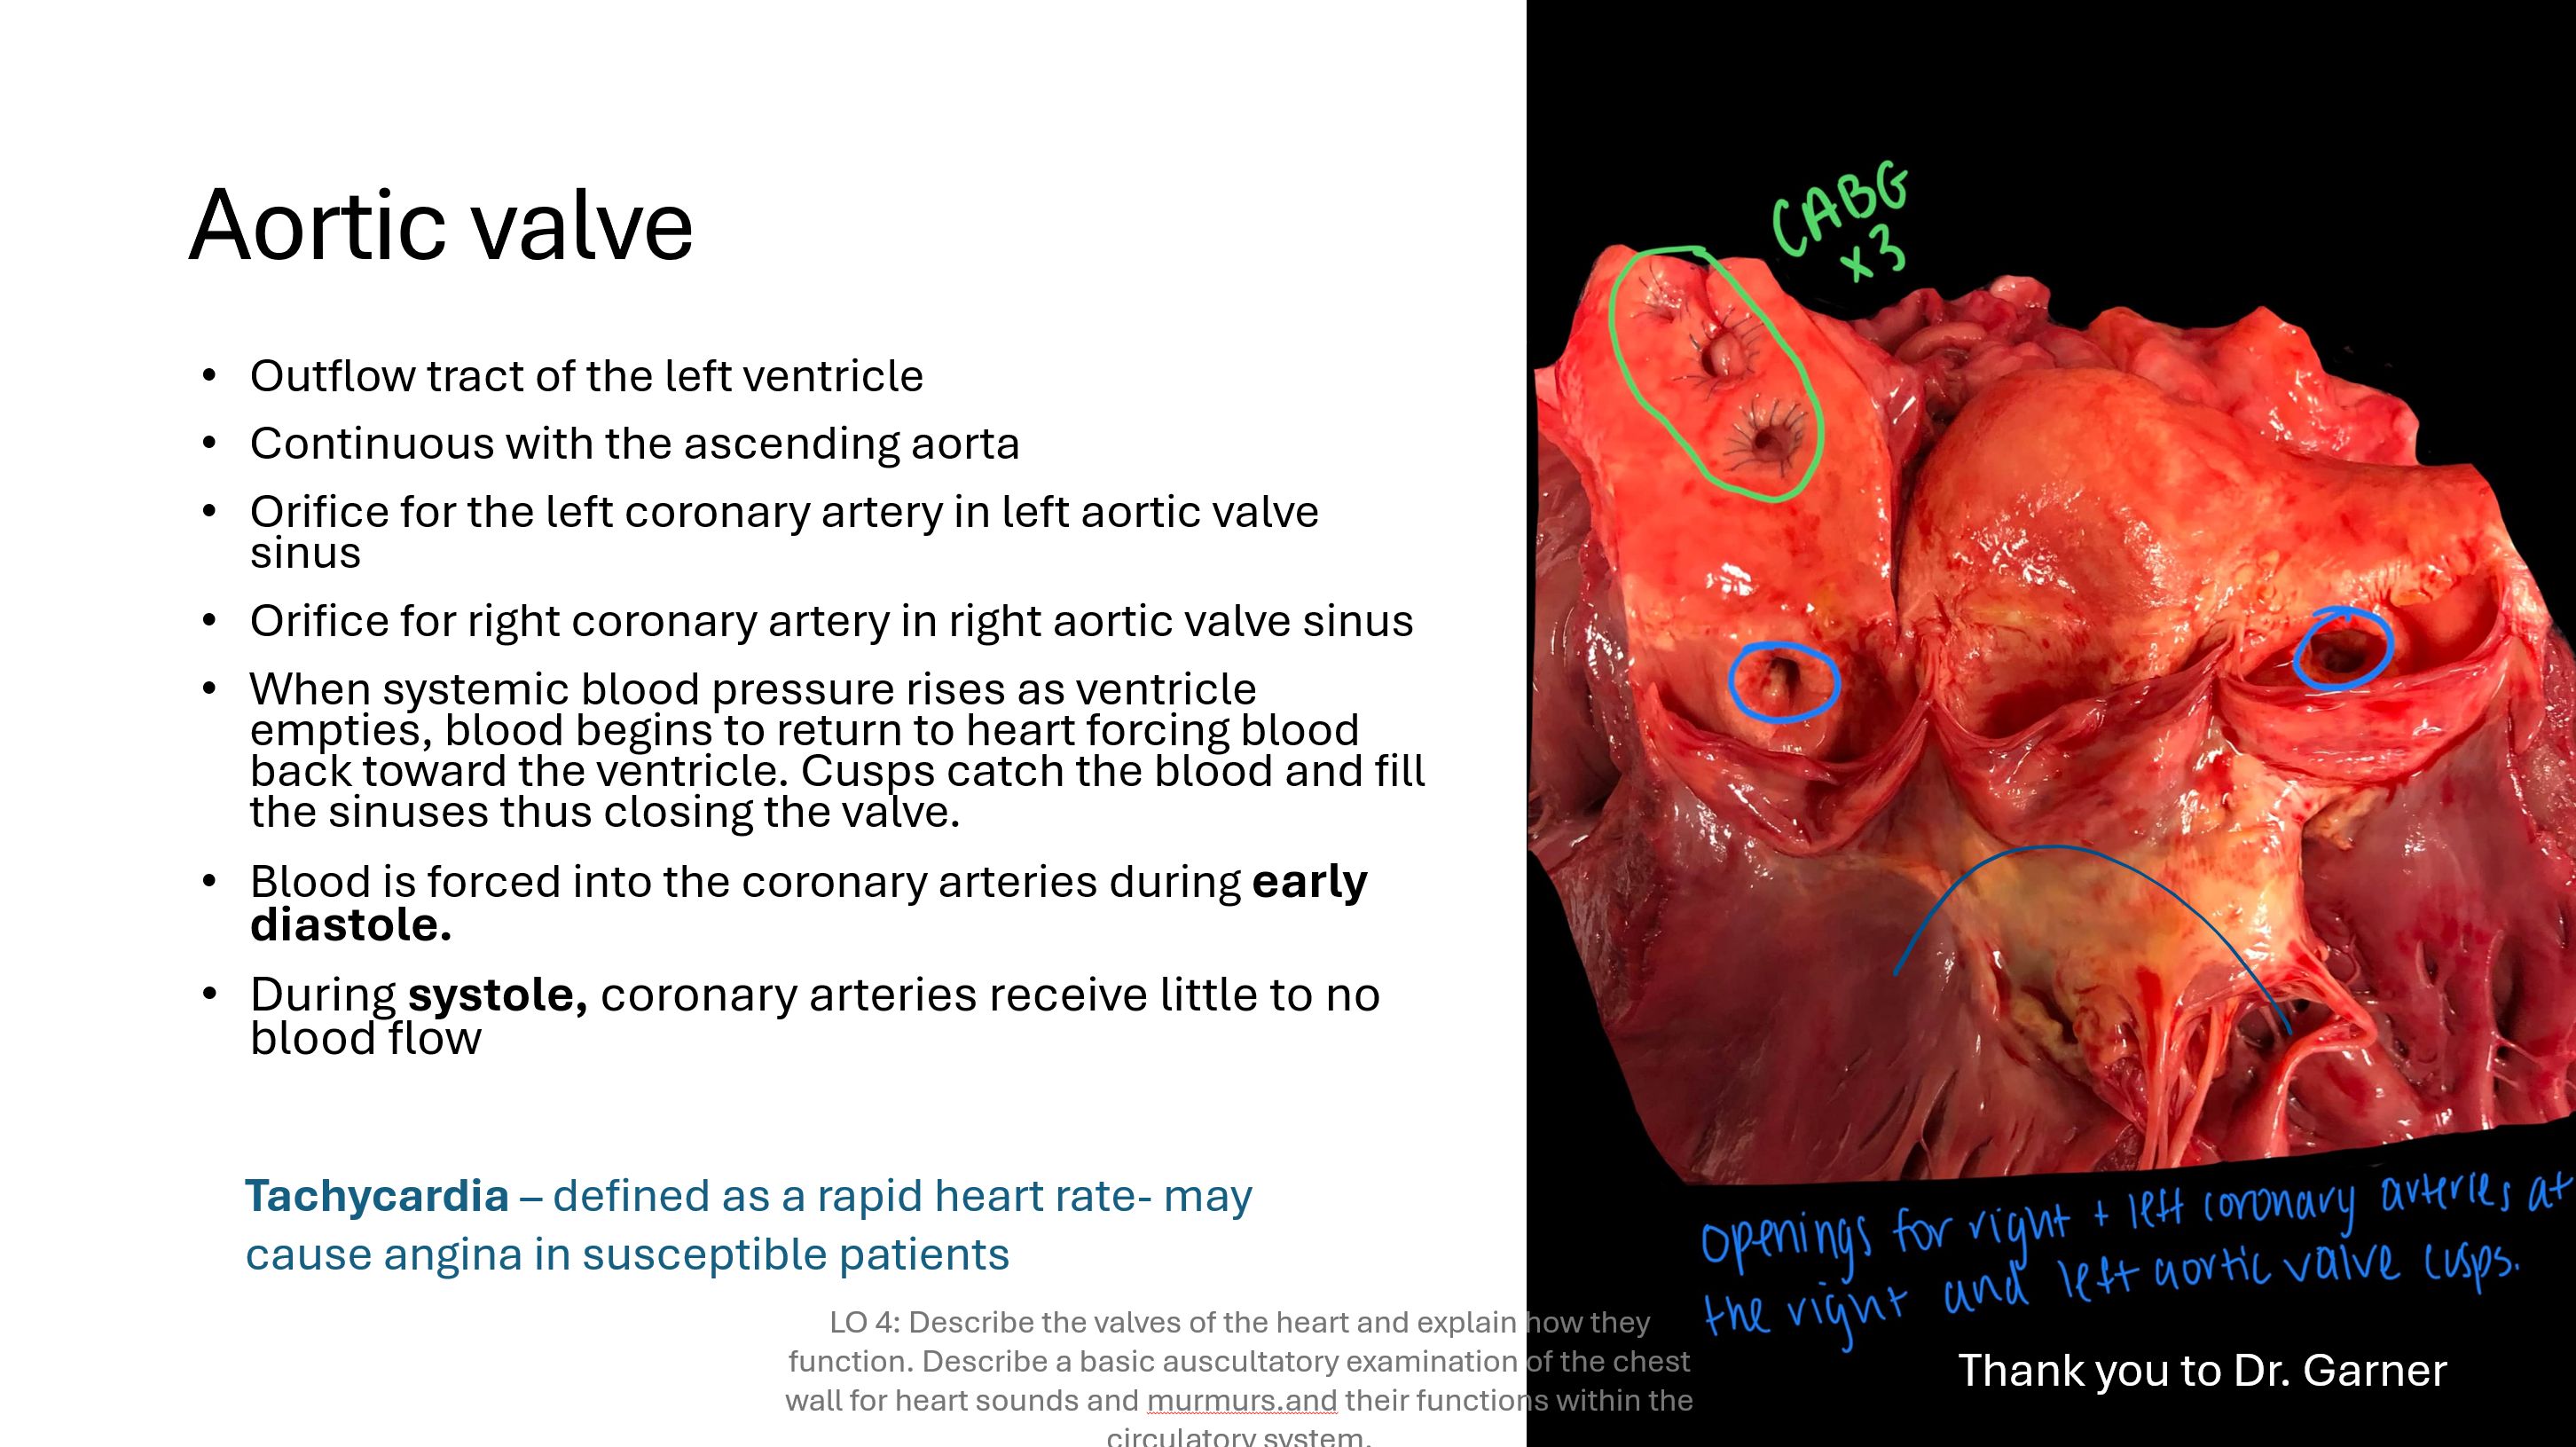 Aortic valve
• Outflow tract of the left ventricle
• Continuous with the ascending aorta
• Orifice for the left coronary artery in left aortic valve
sinus
• Orifice for right coronary artery in right aortic valve sinus
• When systemic blood pressure rises as ventricle
empties, blood begins to return to heart forcing blood
back toward the ventricle. Cusps catch the blood and fill
the sinuses thus closing the valve.
• Blood is forced into the coronary arteries during early
diastole.
• During systole, coronary arteries receive little to no
blood flow
Tachycardia – defined as a rapid heart rate- may
cause angina in susceptible patients
LO 4: Describe the valves of the heart and explain how they
function. Describe a basic auscultatory examination of the chest
wall for heart sounds and murmurs.and their functions within the
circulatory system.
CABG
x3
Openings for right + left coronary arteries at
the right and left aortic valve cusps.
Thank you to Dr. Garner